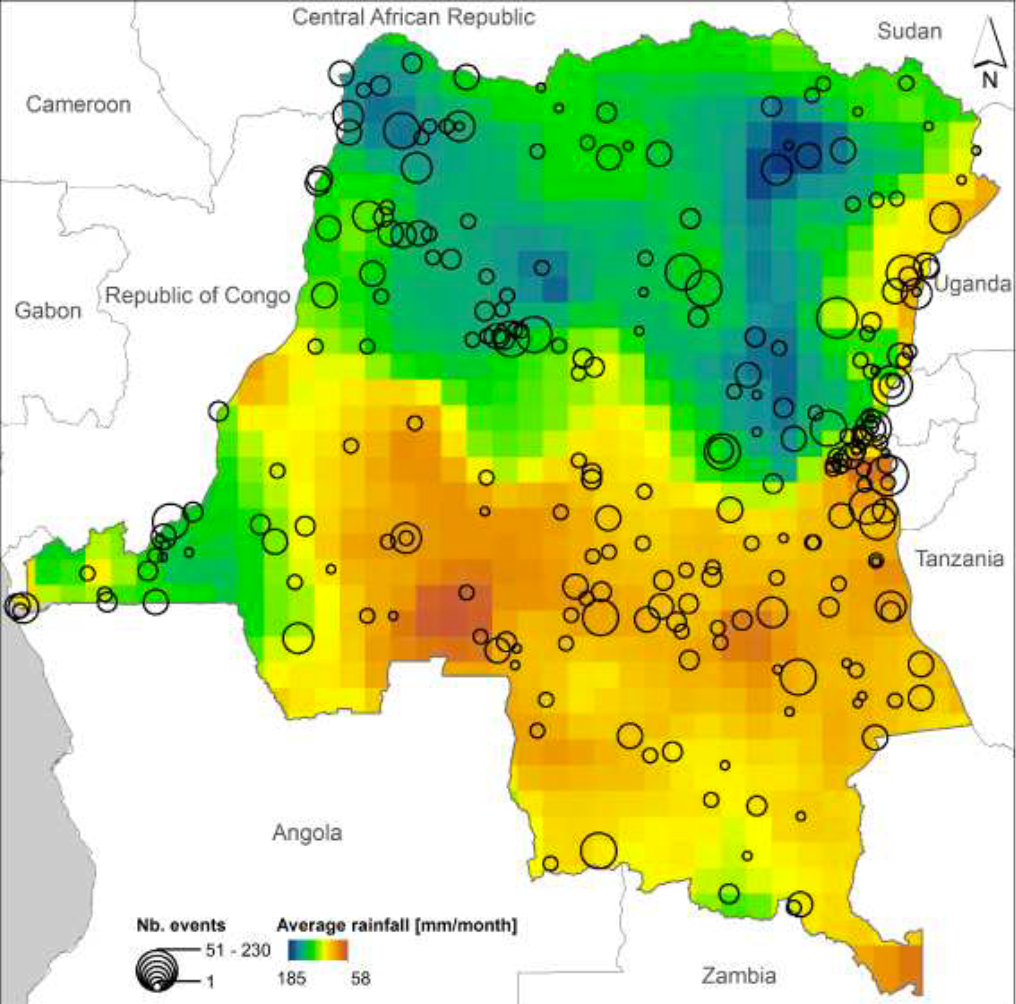 Central African Republic
Sudan
N
Cameroon
Gabon
Republic of Congo
Uganda
Tanzania
Angola
Zambia
Nb. events
51 - 230
1
Average rainfall [mm/month]
185 58